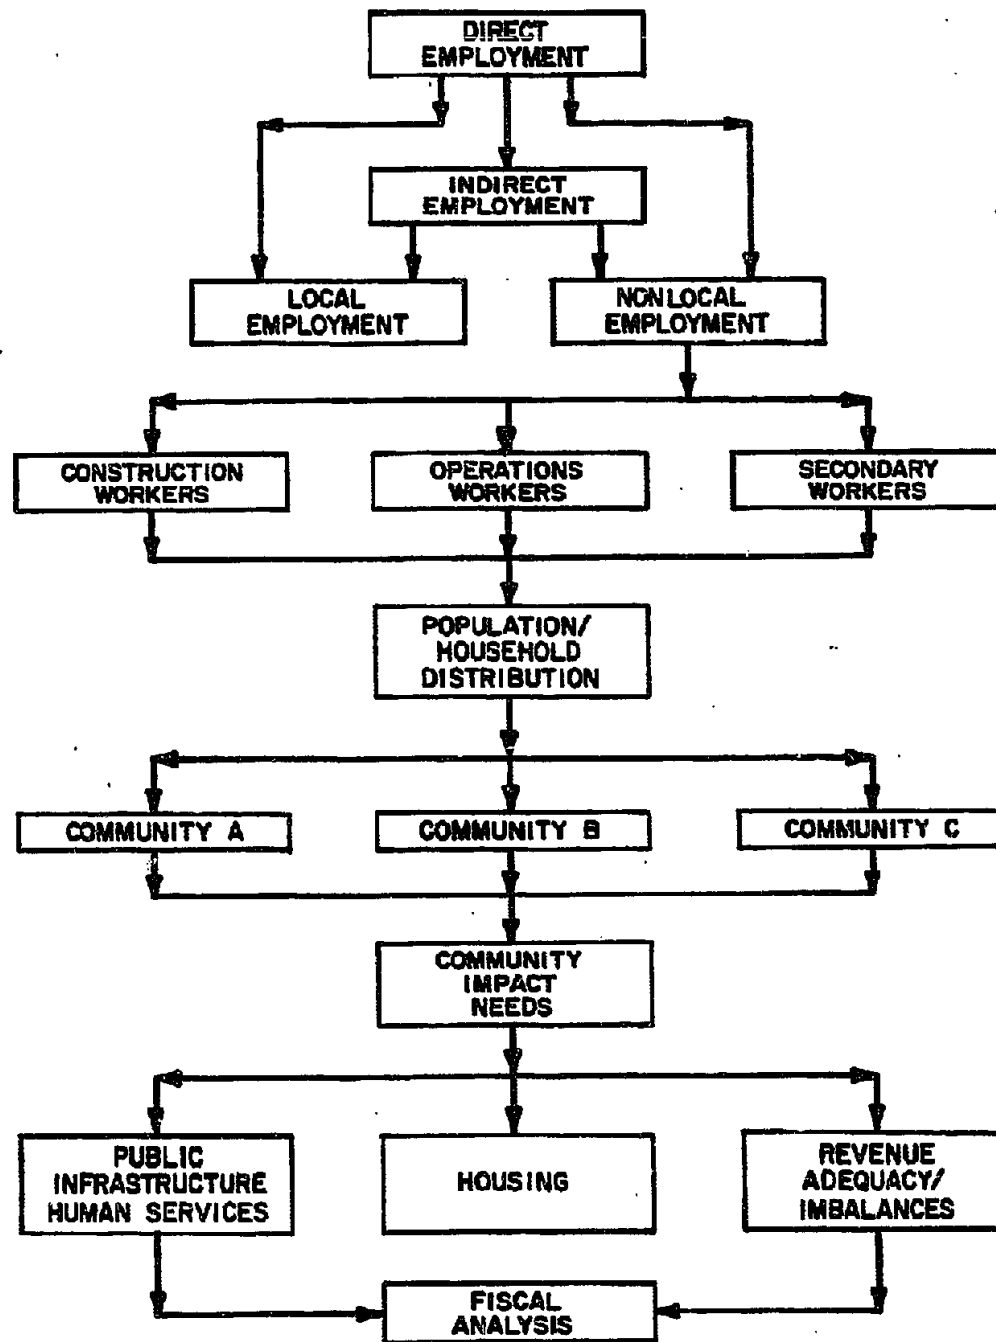 DIRECT
EMPLOYMENT
INDIRECT
EMPLOYMENT
LOCAL
EMPLOYMENT
NONLOCAL
EMPLOYMENT
CONSTRUCTION
WORKERS
OPERATIONS
WORKERS
SECONDARY
WORKERS
POPULATION/
HOUSEHOLD
DISTRIBUTION
COMMUNITY A
COMMUNITY B
COMMUNITY C
COMMUNITY
IMPACT
NEEDS
PUBLIC
INFRASTRUCTURE
HUMAN SERVICES
HOUSING
REVENUE
ADEQUACY/
IMBALANCES
FISCAL
ANALYSIS